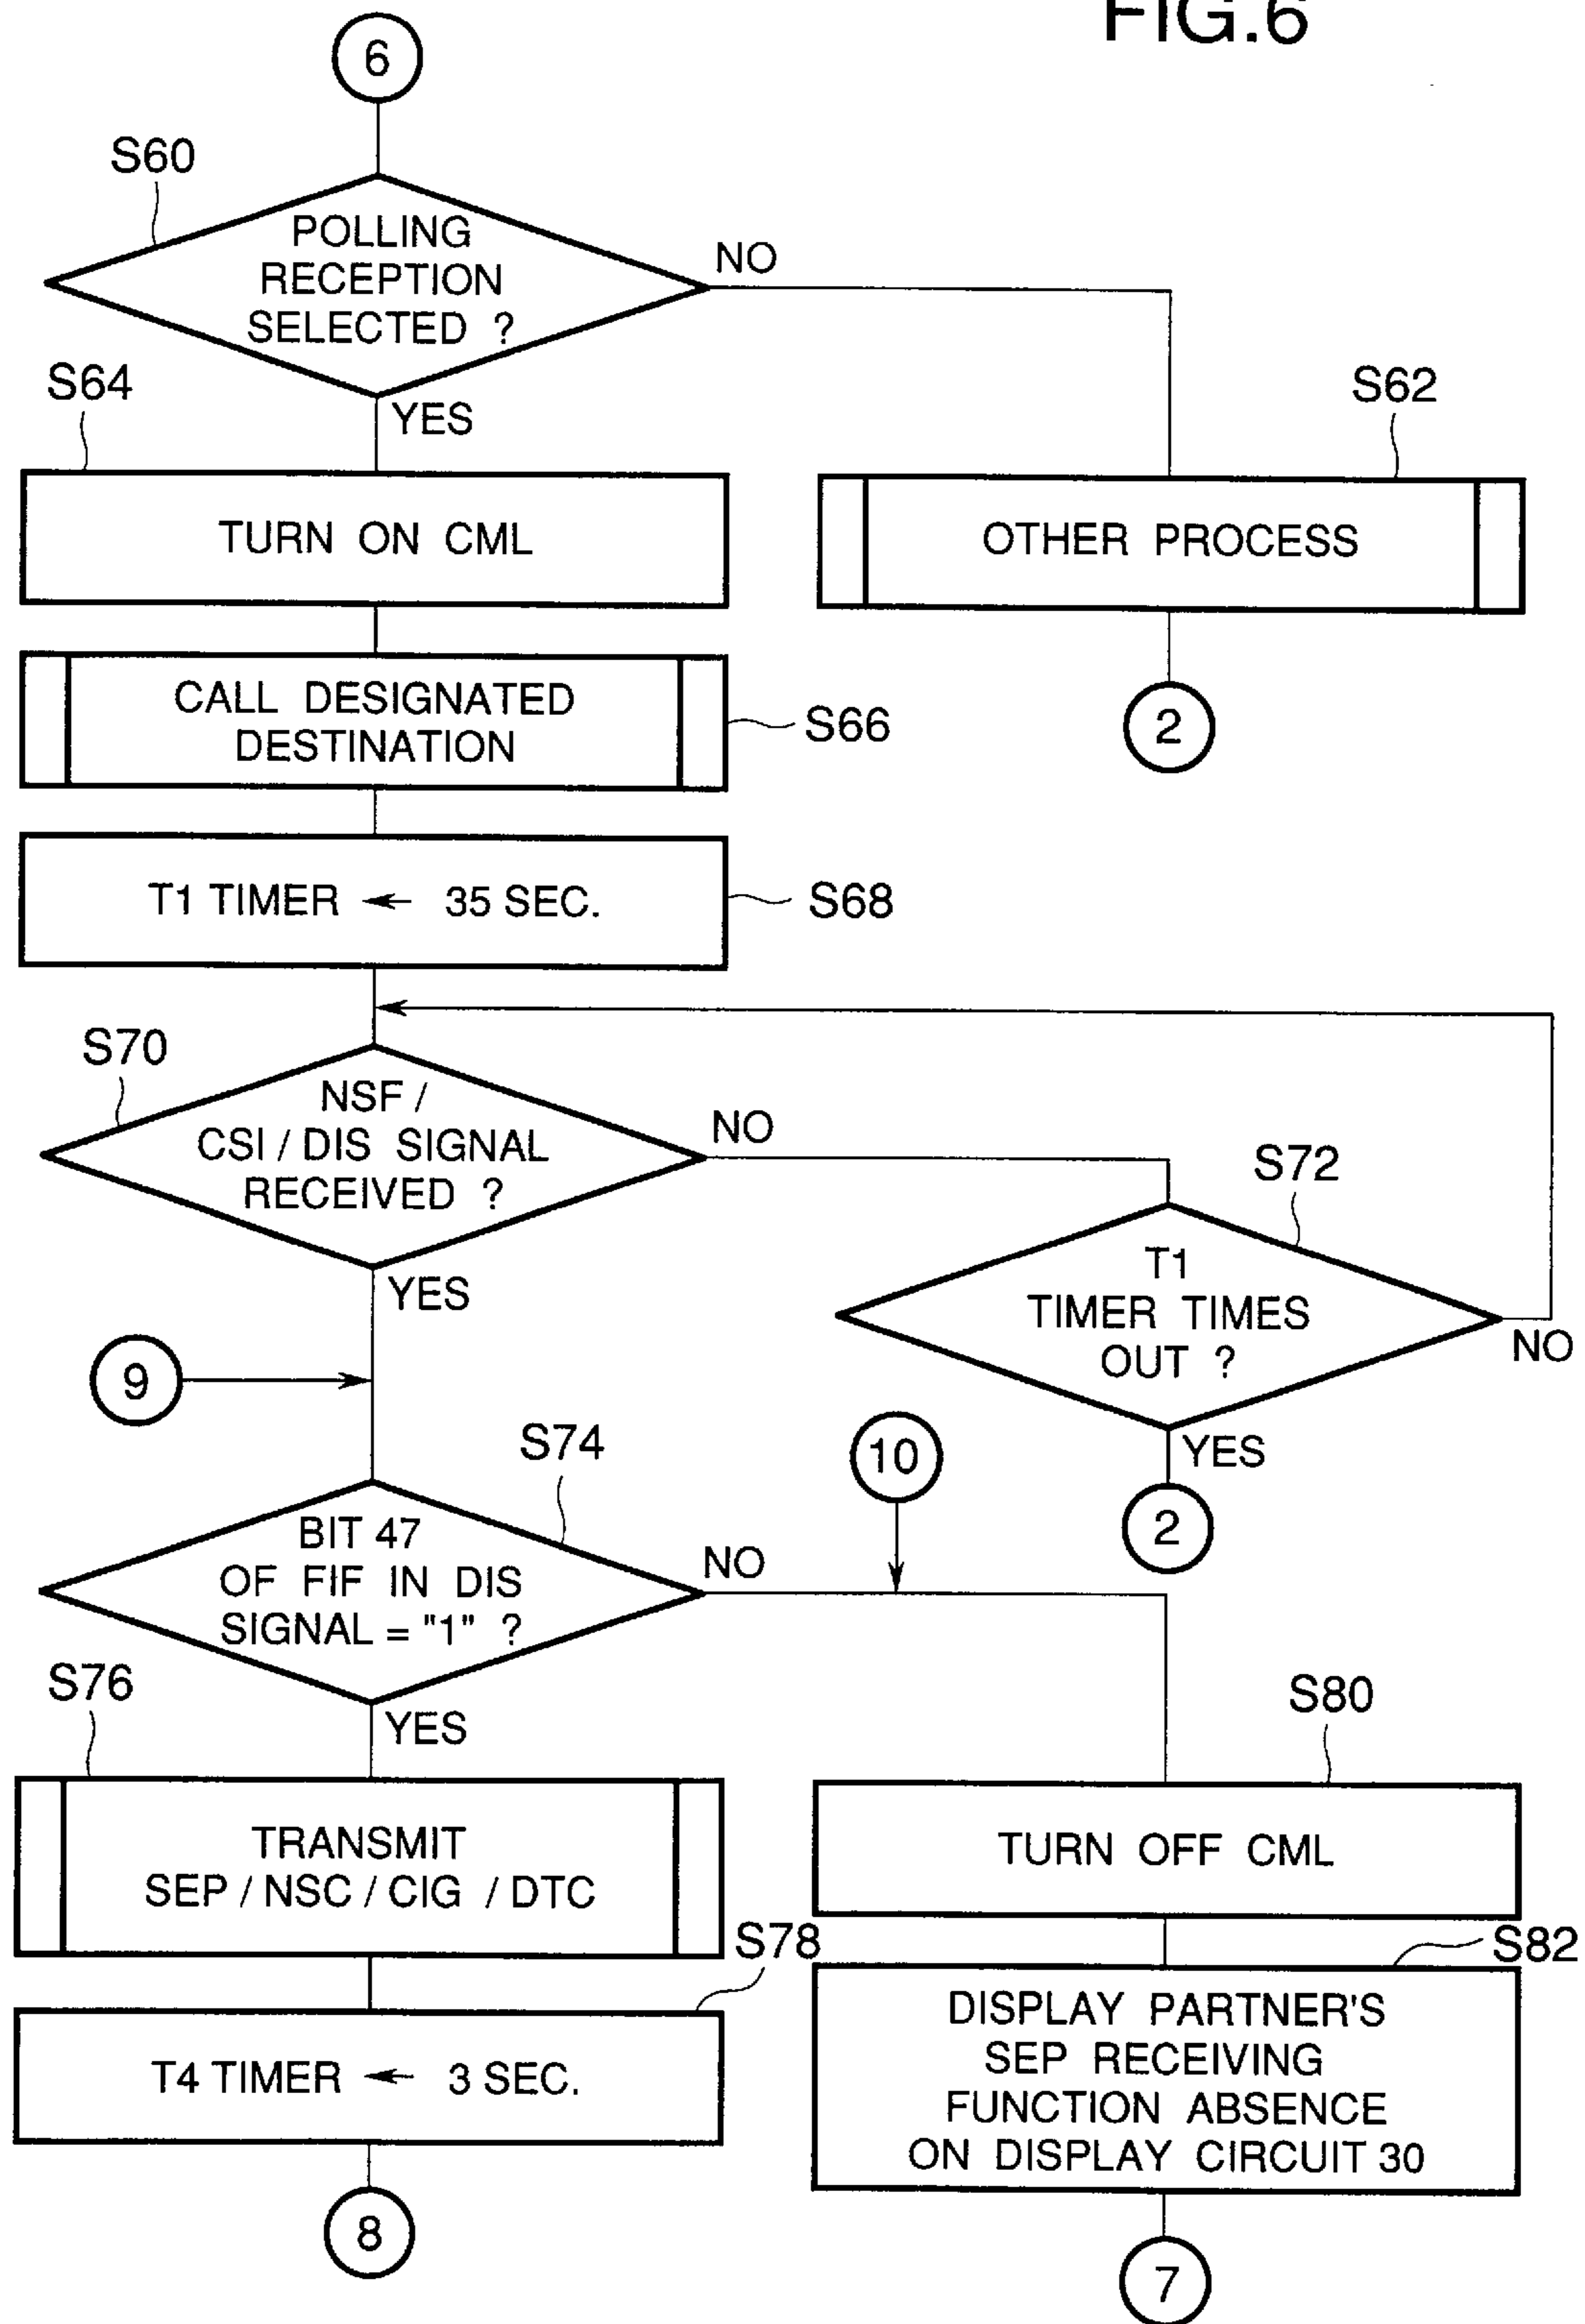 FIG.6
6
S60
POLLING
RECEPTION
SELECTED ?
NO
YES
S64
TURN ON CML
S62
OTHER PROCESS
2
CALL DESIGNATED
DESTINATION
S66
T1 TIMER ← 35 SEC.
S68
S70
NSF /
CSI / DIS SIGNAL
RECEIVED ?
NO
YES
S72
T1
TIMER TIMES
OUT ?
NO
YES
2
9
10
S74
BIT 47
OF FIF IN DIS
SIGNAL = "1" ?
NO
YES
S76
TRANSMIT
SEP / NSC / CIG / DTC
S80
TURN OFF CML
S78
T4 TIMER ← 3 SEC.
S82
DISPLAY PARTNER'S
SEP RECEIVING
FUNCTION ABSENCE
ON DISPLAY CIRCUIT 30
8
7